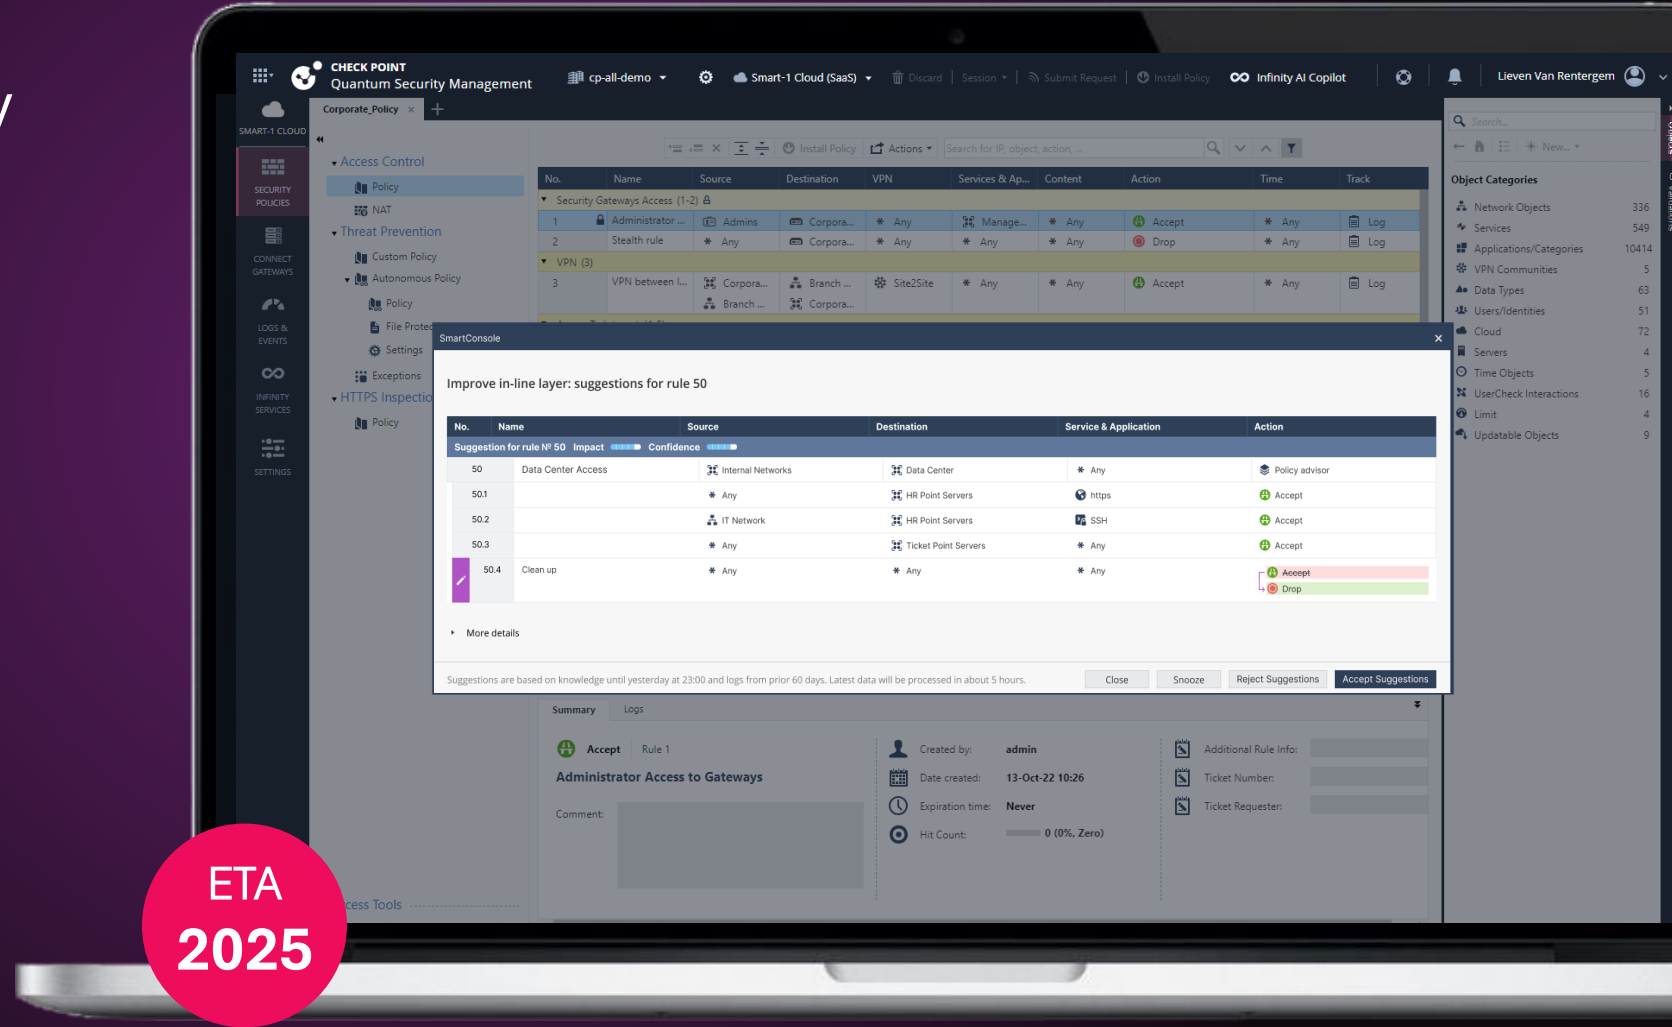 y
CHECK POINT
Quantum Security Management
cp-all-demo
Smart-1 Cloud (SaaS)
Discard
Session
Submit Request
Install Policy
Infinity AI Copilot
Lieven Van Rentergem
SMART-1 CLOUD
SECURITY
POLICIES
CONNECT
GATEWAYS
LOGS &
EVENTS
INFINITY
SERVICES
SETTINGS
Corporate_Policy × +
Access Control
Policy
NAT
Threat Prevention
Custom Policy
Autonomous Policy
Policy
File Protec
Settings
Exceptions
HTTPS Inspectio
Policy
cess Tools
Install Policy
Actions
Search for IP, object, action, ...
No. Name Source Destination VPN Services & Ap... Content Action Time Track
Security Gateways Access (1-2)
1 Administrator ... Admins Corpora... * Any Manage... * Any Accept * Any Log
2 Stealth rule * Any Corpora... * Any * Any * Any Drop * Any Log
VPN (3)
3 VPN between I... Corpora... Branch ... Site2Site * Any * Any Accept * Any Log
Branch ... Corpora...
SmartConsole ×
Improve in-line layer: suggestions for rule 50
No. Name Source Destination Service & Application Action
Suggestion for rule Nº 50 Impact Confidence
50 Data Center Access Internal Networks Data Center * Any Policy advisor
50.1 * Any HR Point Servers https Accept
50.2 IT Network HR Point Servers SSH Accept
50.3 * Any Ticket Point Servers * Any Accept
50.4 Clean up * Any * Any * Any Accept
Drop
More details
Suggestions are based on knowledge until yesterday at 23:00 and logs from prior 60 days. Latest data will be processed in about 5 hours.
Close
Snooze
Reject Suggestions
Accept Suggestions
Summary Logs
Accept Rule 1
Administrator Access to Gateways
Comment:
Created by: admin
Date created: 13-Oct-22 10:26
Expiration time: Never
Hit Count: 0 (0%, Zero)
Additional Rule Info:
Ticket Number:
Ticket Requester:
Search...
New...
Object Categories
Network Objects 336
Services 549
Applications/Categories 10414
VPN Communities 5
Data Types 63
Users/Identities 51
Cloud 72
Servers 4
Time Objects 5
UserCheck Interactions 16
Limit 4
Updatable Objects 9
Objects
ETA
2025